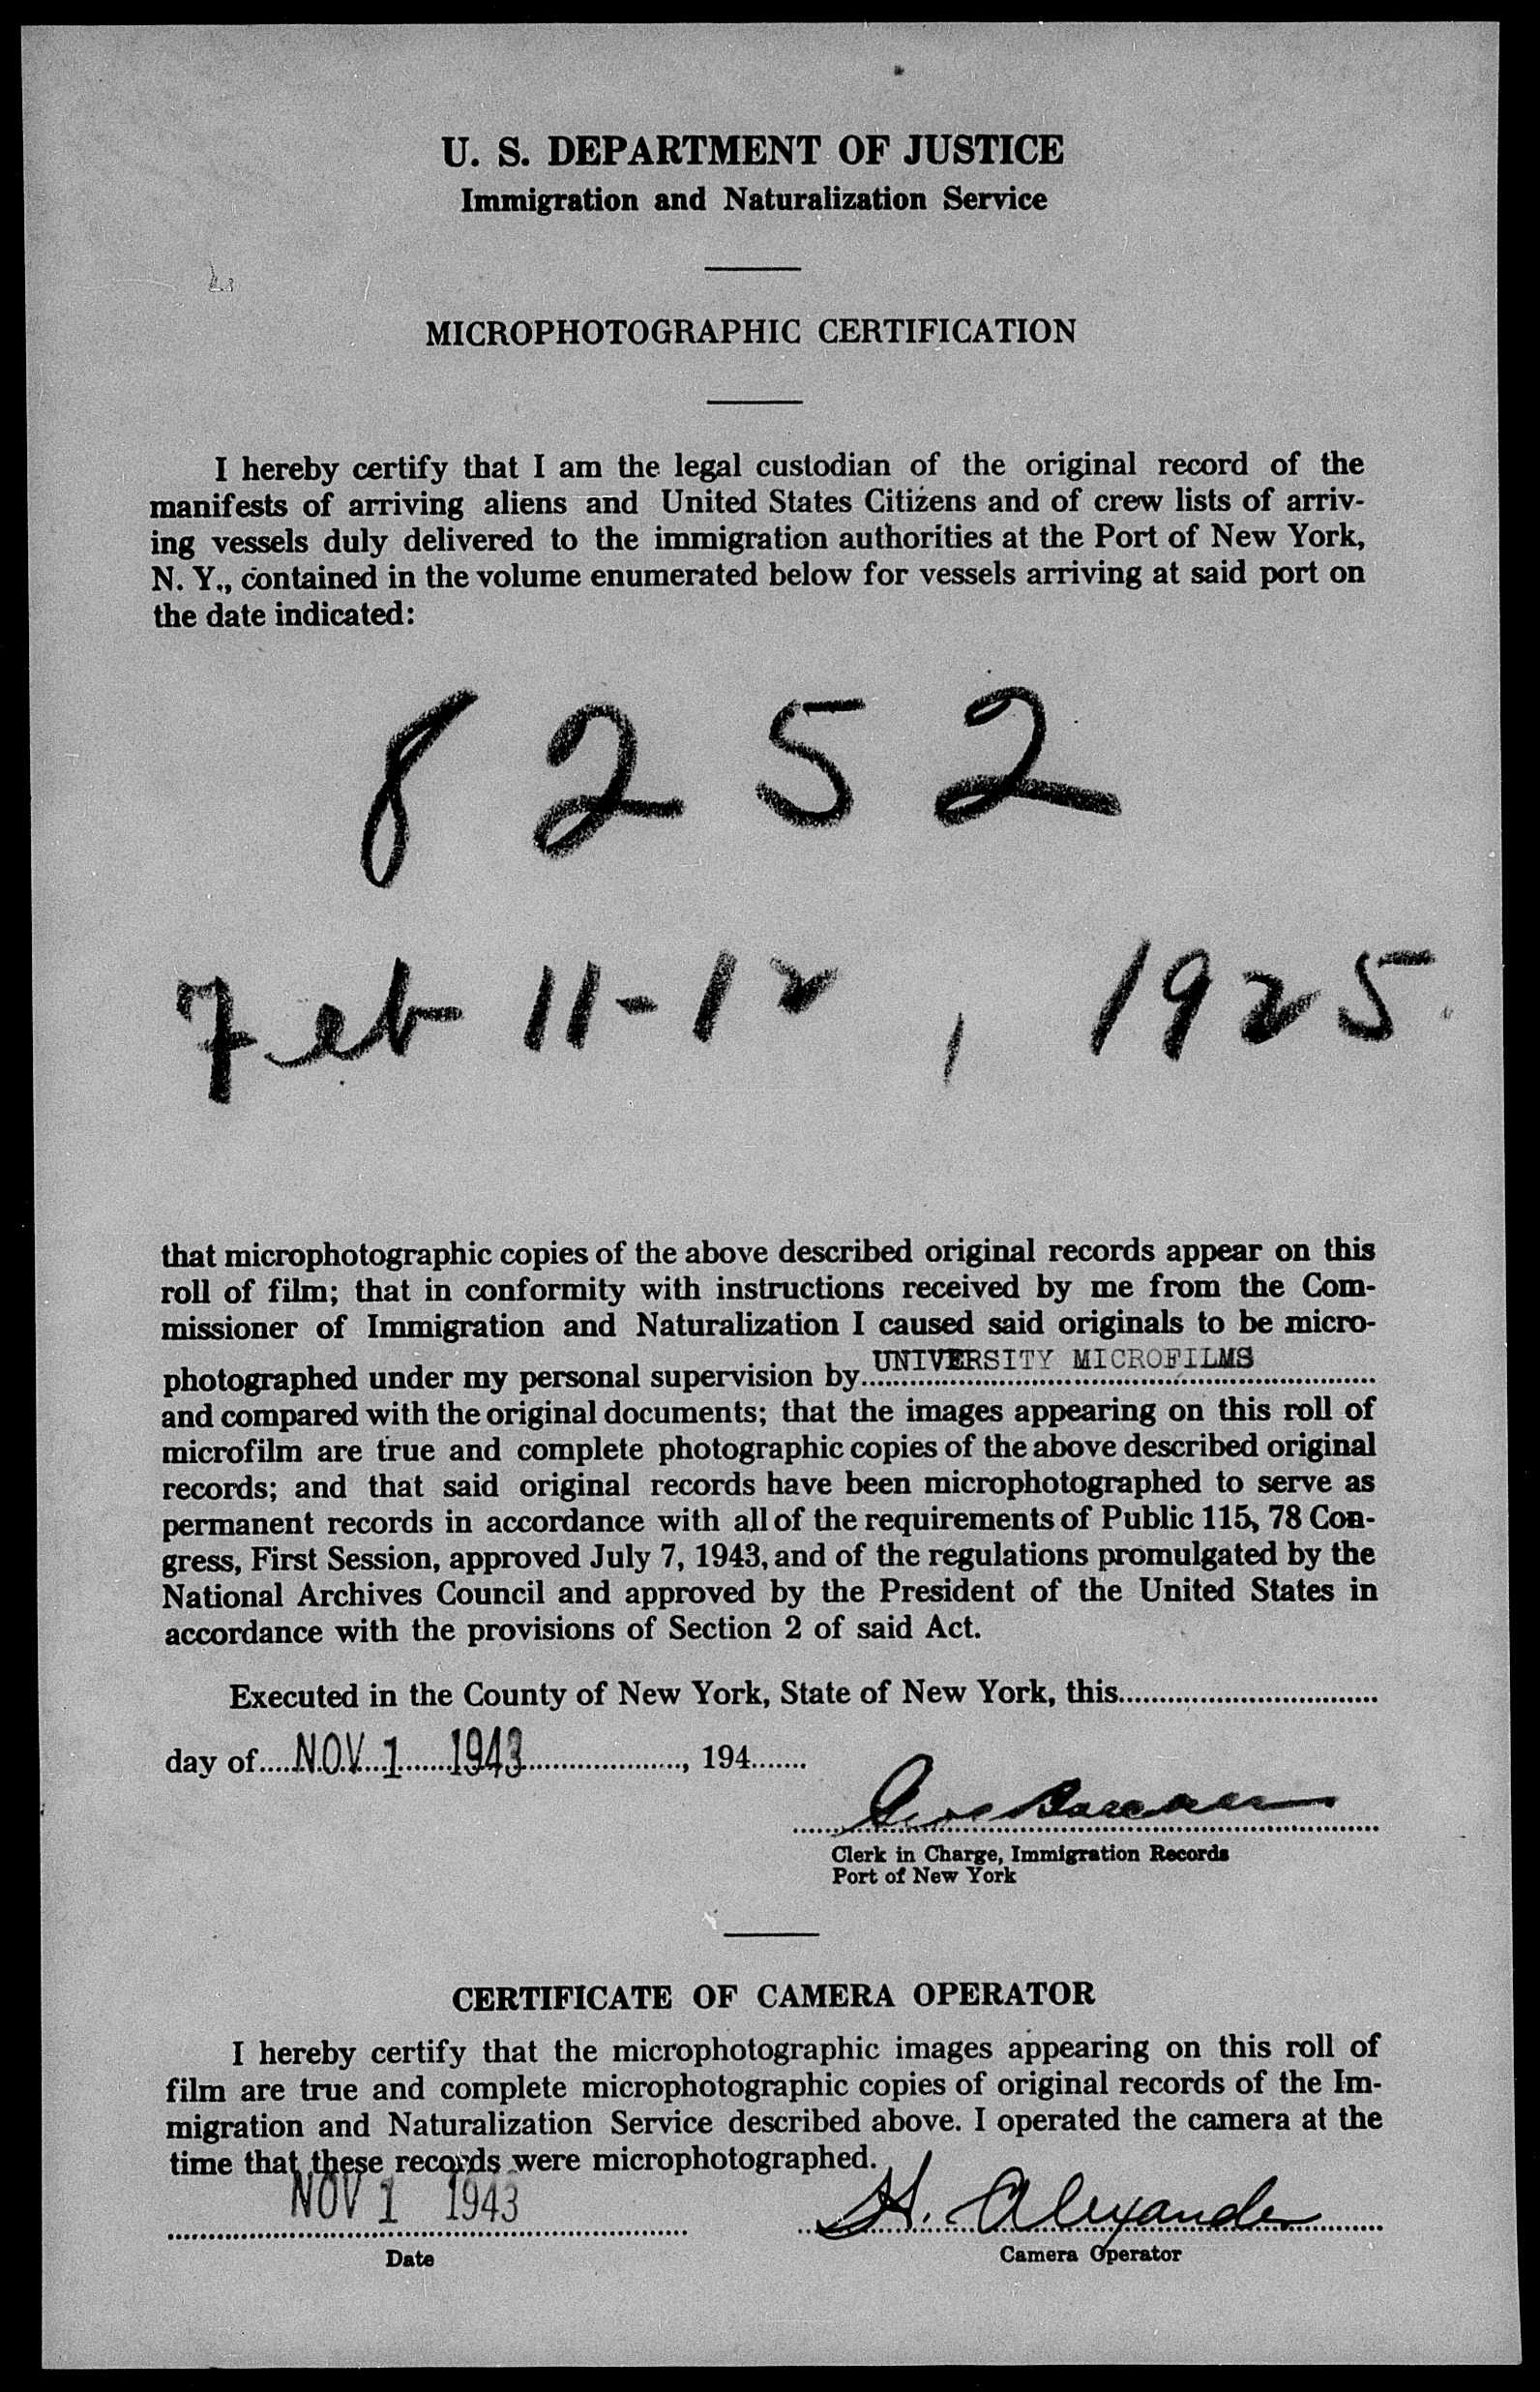 U. S. DEPARTMENT OF JUSTICE
Immigration and Naturalization Service
MICROPHOTOGRAPHIC CERTIFICATION
I hereby certify that I am the legal custodian of the original record of the
manifests of arriving aliens and United States Citizens and of crew lists of arriv-
ing vessels duly delivered to the immigration authorities at the Port of New York,
N. Y., contained in the volume enumerated below for vessels arriving at said port on
the date indicated:
8252
Feb 11-12, 1925
that microphotographic copies of the above described original records appear on this
roll of film; that in conformity with instructions received by me from the Com-
missioner of Immigration and Naturalization I caused said originals to be micro-
photographed under my personal supervision by UNIVERSITY MICROFILMS
and compared with the original documents; that the images appearing on this roll of
microfilm are true and complete photographic copies of the above described original
records; and that said original records have been microphotographed to serve as
permanent records in accordance with all of the requirements of Public 115, 78 Con-
gress, First Session, approved July 7, 1943, and of the regulations promulgated by the
National Archives Council and approved by the President of the United States in
accordance with the provisions of Section 2 of said Act.
Executed in the County of New York, State of New York, this
day of NOV 1 1943, 194
Clerk in Charge, Immigration Records
Port of New York
CERTIFICATE OF CAMERA OPERATOR
I hereby certify that the microphotographic images appearing on this roll of
film are true and complete microphotographic copies of original records of the Im-
migration and Naturalization Service described above. I operated the camera at the
time that these records were microphotographed.
NOV 1 1943 H. Alexander
Date Camera Operator